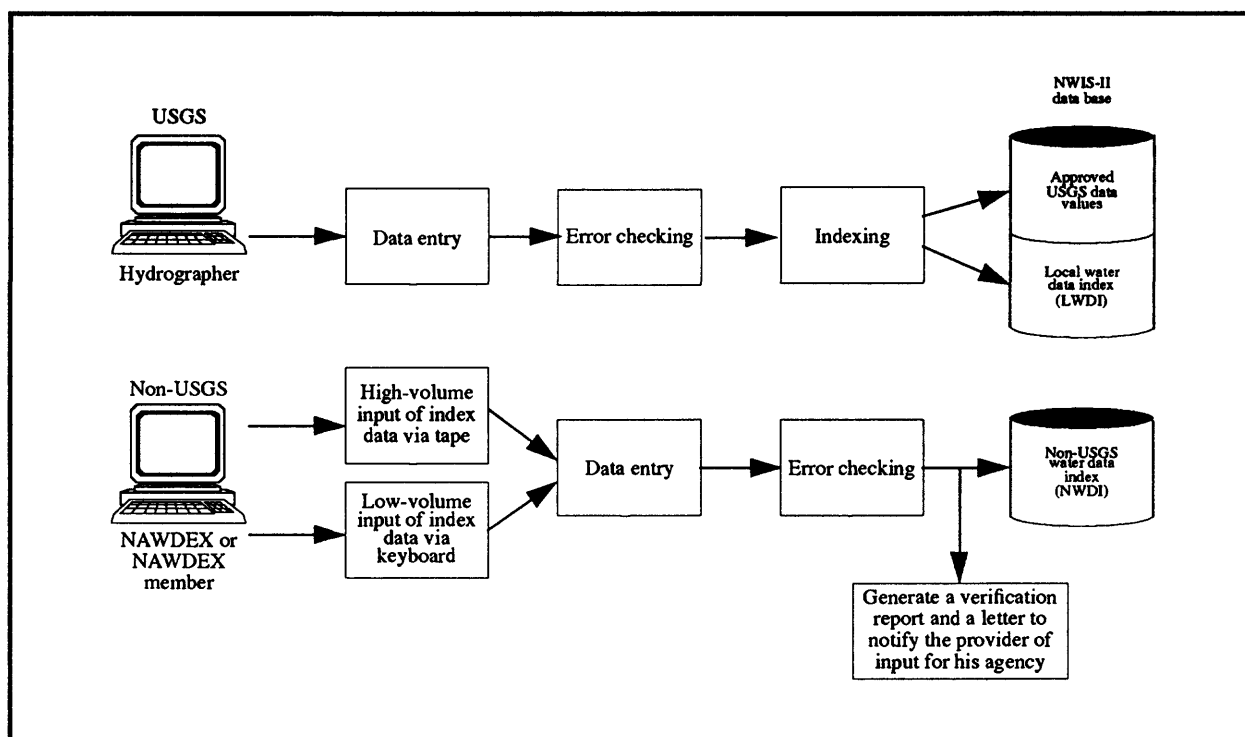 NWIS-II
data base
USGS
Approved
USGS data
values
Data entry
Error checking
Indexing
Hydrographer
Local water
data index
(LWDI)
Non-USGS
High-volume
input of index
data via tape
Low-volume
input of index
data via
keyboard
Data entry
Error checking
Non-USGS
water data
index
(NWDI)
NAWDEX or
NAWDEX
member
Generate a verification
report and a letter to
notify the provider of
input for his agency